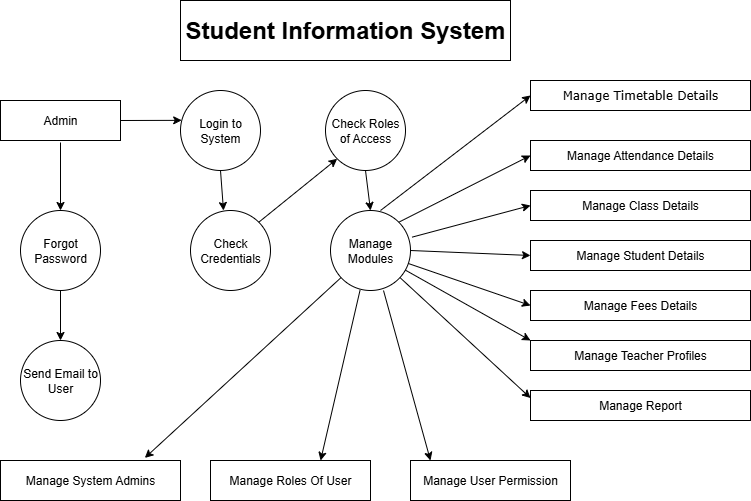 Student Information System
Admin
Login to
System
Check Roles
of Access
Manage Timetable Details
Manage Attendance Details
Manage Class Details
Forgot
Password
Check
Credentials
Manage
Modules
Manage Student Details
Manage Fees Details
Manage Teacher Profiles
Send Email to
User
Manage Report
Manage System Admins
Manage Roles Of User
Manage User Permission